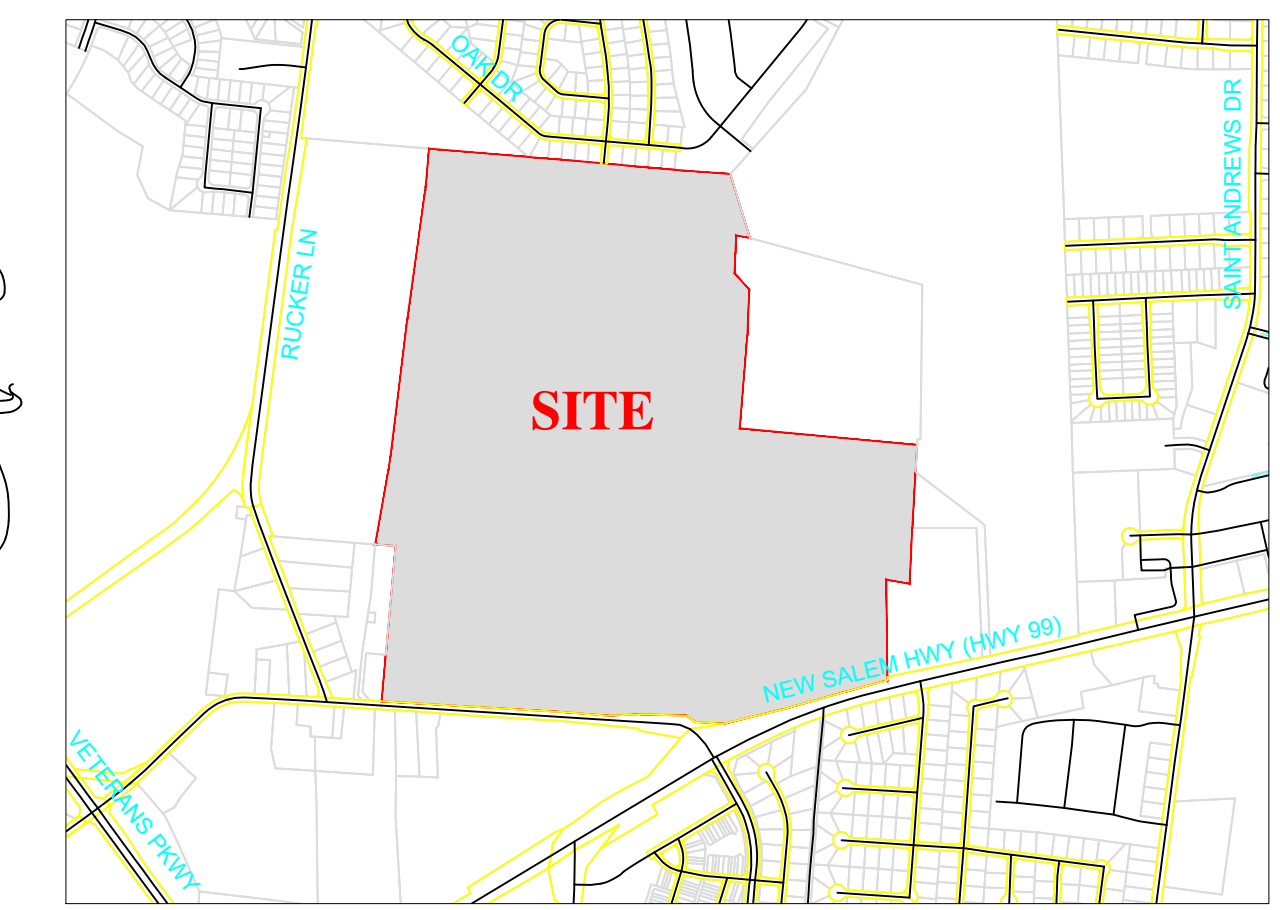 OAK DR
SAINT ANDREWS DR
RUCKER LN
SITE
NEW SALEM HWY (HWY 99)
VETERANS PKWY